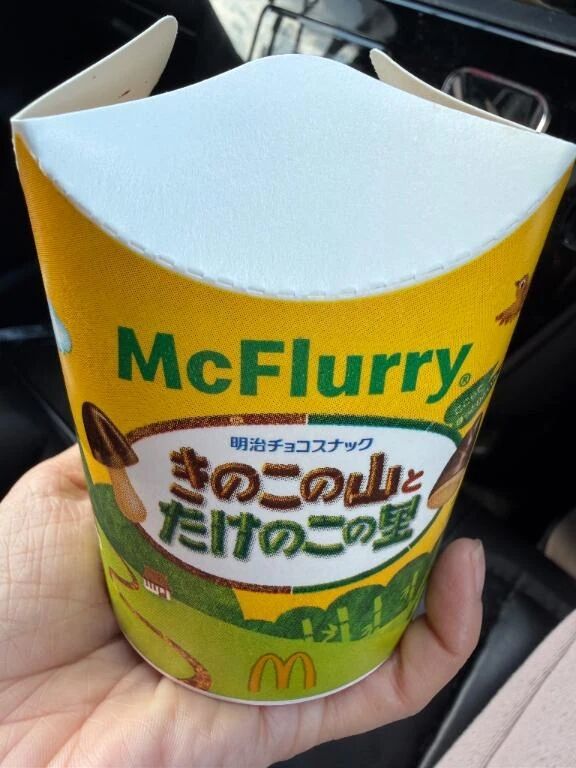 McFlurry®
明治チョコスナック
きのこの山と
たけのこの里